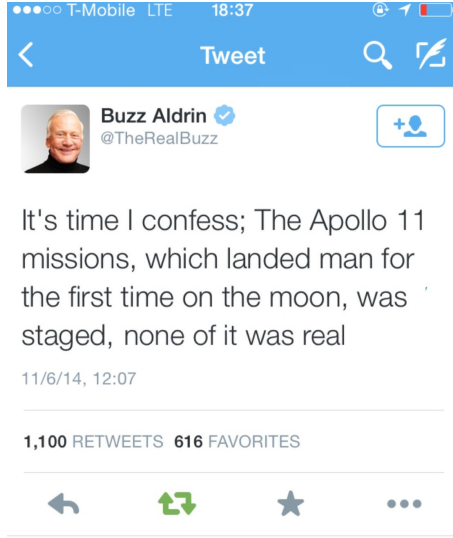 T-Mobile LTE 18:37
Tweet
Buzz Aldrin
@TheRealBuzz
It's time I confess; The Apollo 11
missions, which landed man for
the first time on the moon, was
staged, none of it was real
11/6/14, 12:07
1,100 RETWEETS 616 FAVORITES